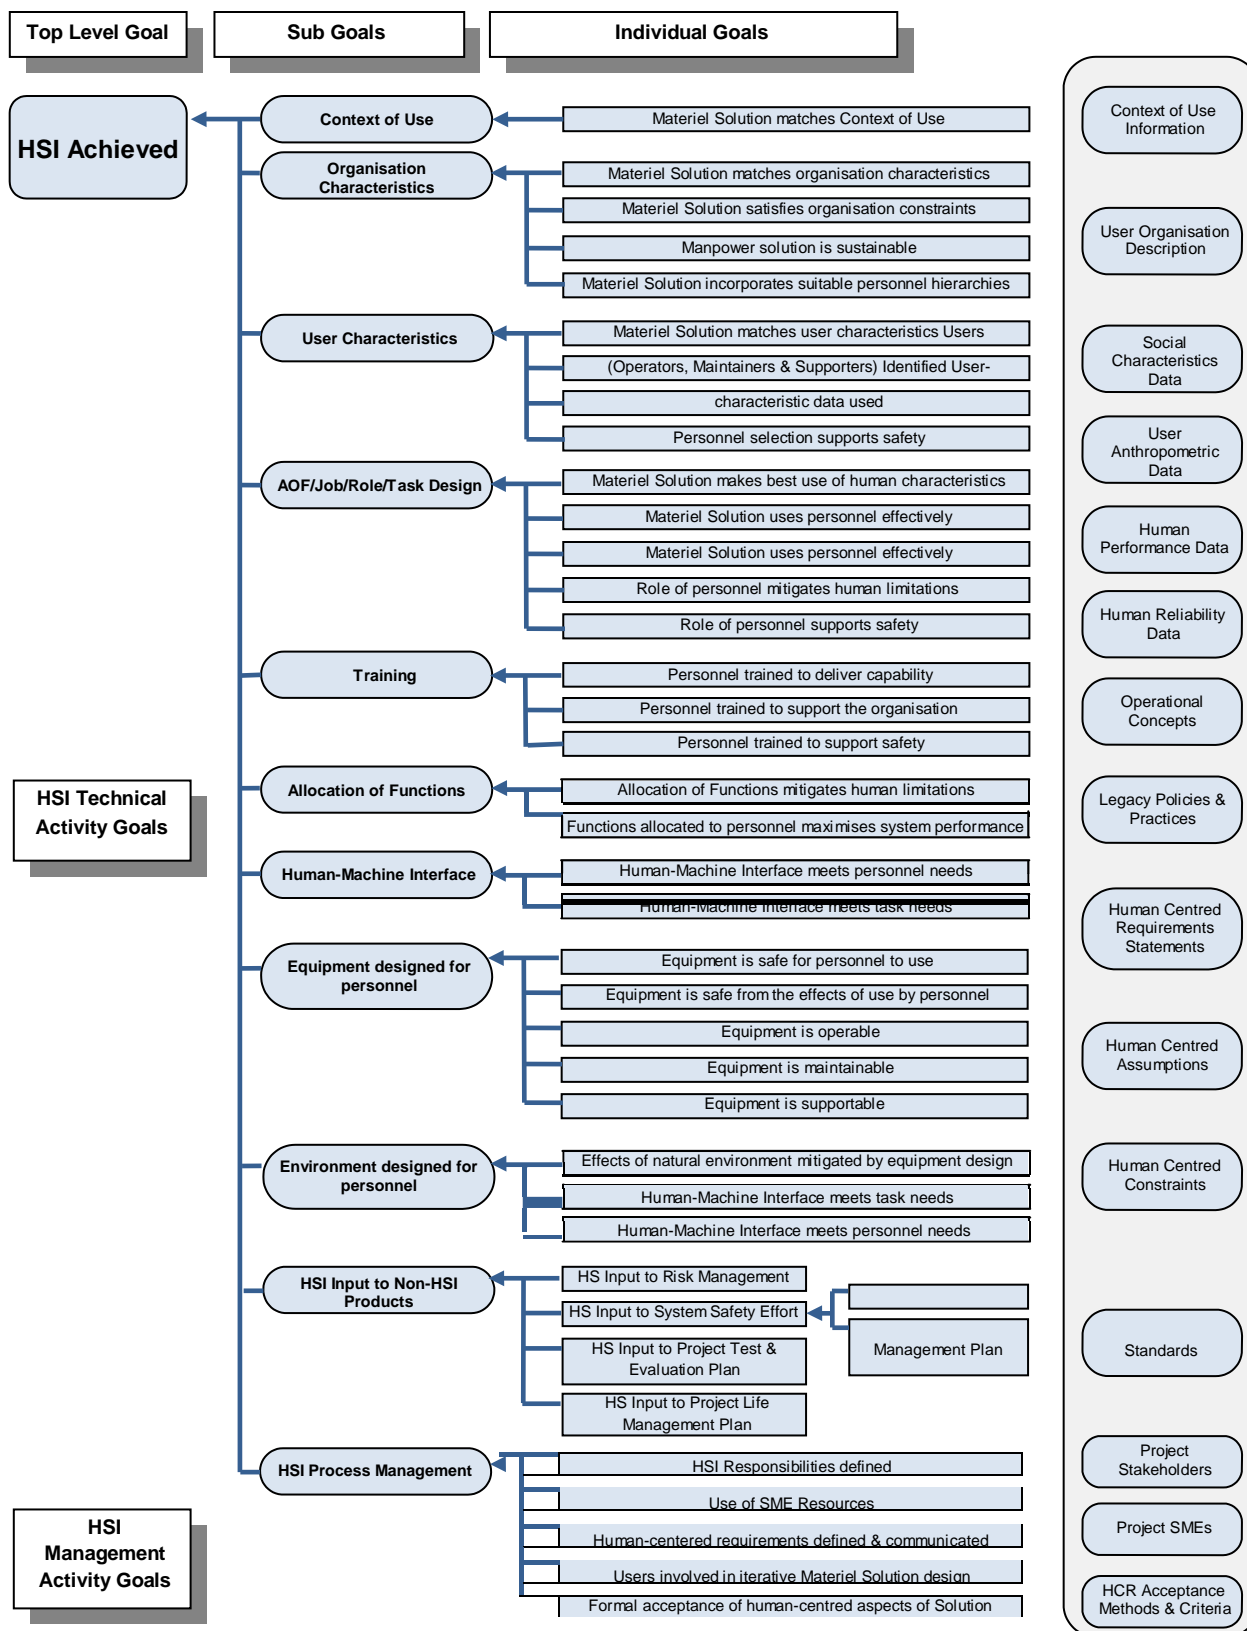 Top Level Goal
Sub Goals
Individual Goals
HSI Achieved
Context of Use
Materiel Solution matches Context of Use
Organisation
Characteristics
Materiel Solution matches organisation characteristics
Materiel Solution satisfies organisation constraints
Manpower solution is sustainable
Materiel Solution incorporates suitable personnel hierarchies
User Characteristics
Materiel Solution matches user characteristics Users
(Operators, Maintainers & Supporters) Identified User-
characteristic data used
Personnel selection supports safety
AOF/Job/Role/Task Design
Materiel Solution makes best use of human characteristics
Materiel Solution uses personnel effectively
Materiel Solution uses personnel effectively
Role of personnel mitigates human limitations
Role of personnel supports safety
Training
Personnel trained to deliver capability
Personnel trained to support the organisation
Personnel trained to support safety
HSI Technical
Activity Goals
Allocation of Functions
Allocation of Functions mitigates human limitations
Functions allocated to personnel maximises system performance
Human-Machine Interface
Human-Machine Interface meets personnel needs
Human-Machine Interface meets task needs
Equipment designed for
personnel
Equipment is safe for personnel to use
Equipment is safe from the effects of use by personnel
Equipment is operable
Equipment is maintainable
Equipment is supportable
Environment designed for
personnel
Effects of natural environment mitigated by equipment design
Human-Machine Interface meets task needs
Human-Machine Interface meets personnel needs
HSI Input to Non-HSI
Products
HS Input to Risk Management
HS Input to System Safety Effort
Management Plan
HS Input to Project Test &
Evaluation Plan
HS Input to Project Life
Management Plan
HSI Process Management
HSI Responsibilities defined
Use of SME Resources
Human-centered requirements defined & communicated
Users involved in iterative Materiel Solution design
Formal acceptance of human-centred aspects of Solution
HSI
Management
Activity Goals
Context of Use
Information
User Organisation
Description
Social
Characteristics
Data
User
Anthropometric
Data
Human
Performance Data
Human Reliability
Data
Operational
Concepts
Legacy Policies &
Practices
Human Centred
Requirements
Statements
Human Centred
Assumptions
Human Centred
Constraints
Standards
Project
Stakeholders
Project SMEs
HCR Acceptance
Methods & Criteria